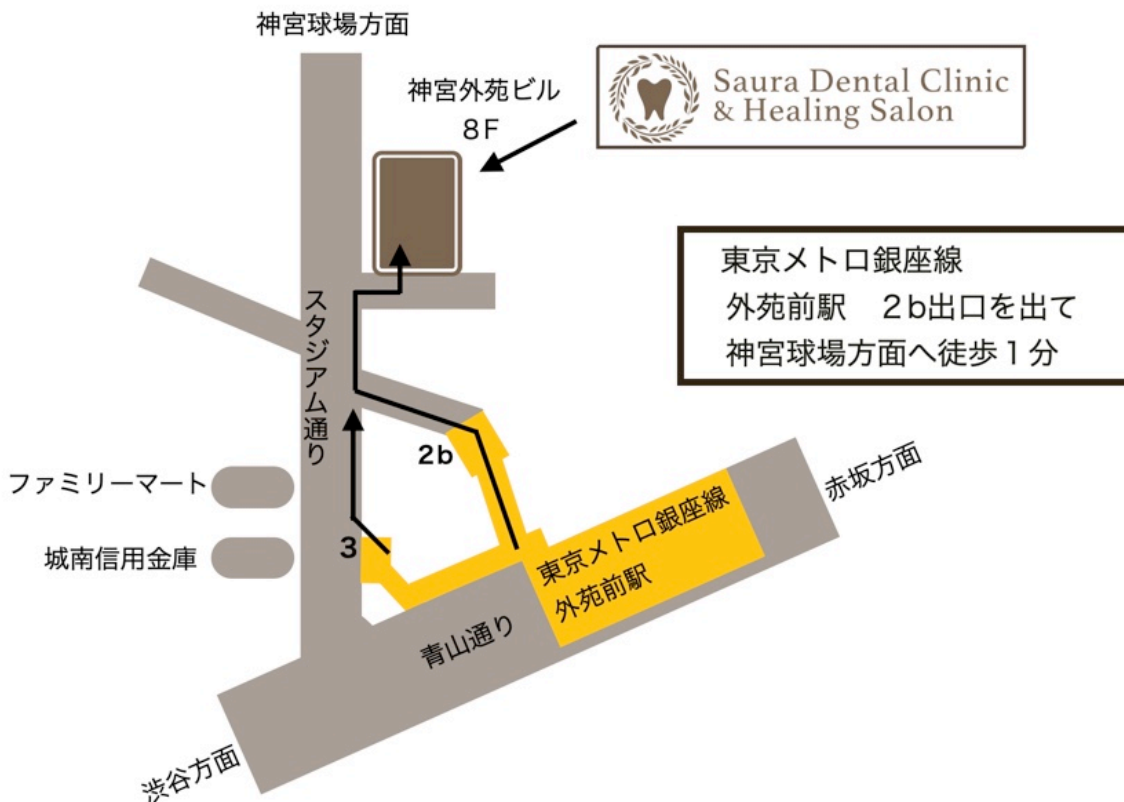 神宮球場方面
神宮外苑ビル
8F
Saura Dental Clinic
& Healing Salon
東京メトロ銀座線
外苑前駅　2b出口を出て
神宮球場方面へ徒歩1分
スタジアム通り
2b
ファミリーマート
赤坂方面
3
城南信用金庫
東京メトロ銀座線
外苑前駅
青山通り
渋谷方面